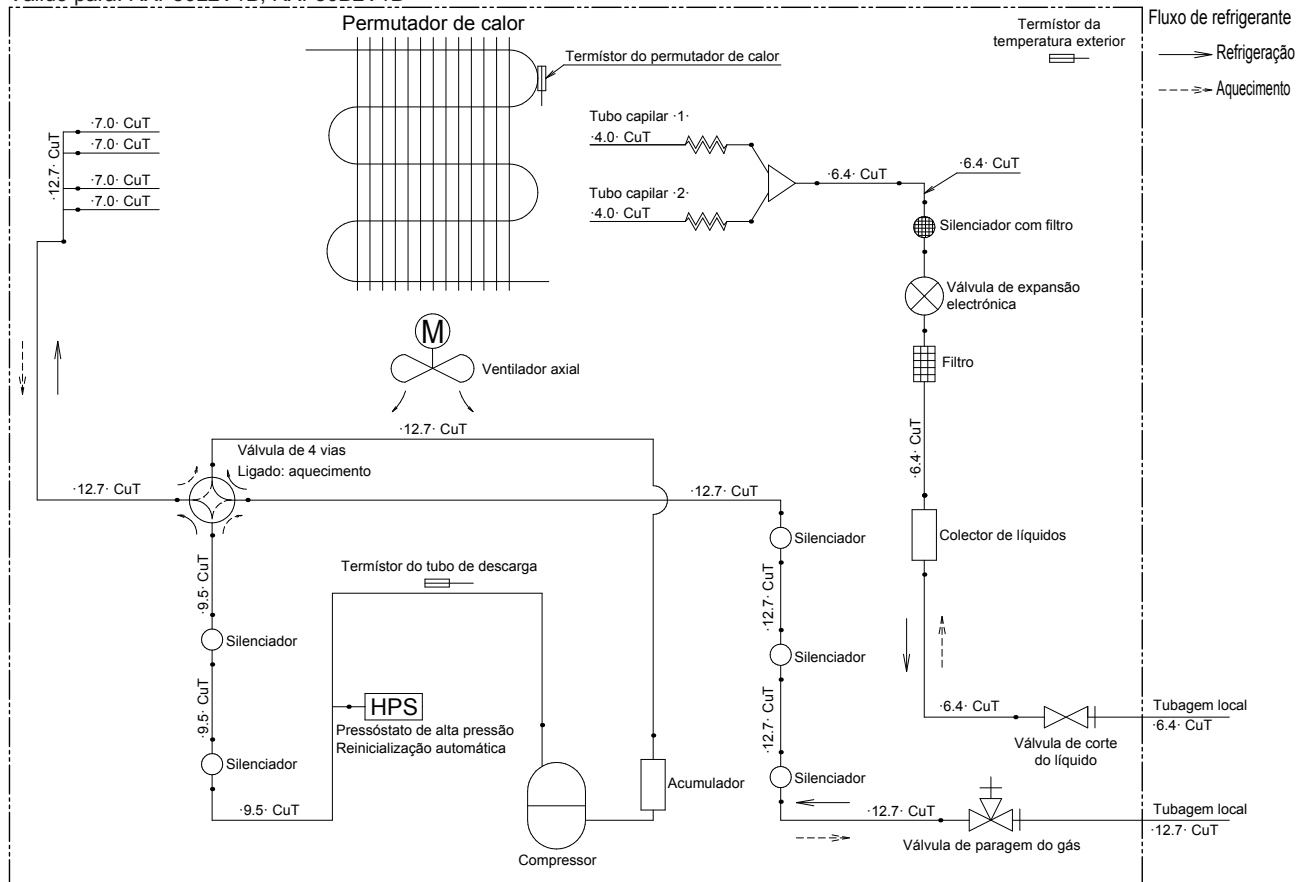 Permutador de calor
Termístor do permutador de calor
Termístor da
temperatura exterior
Fluxo de refrigerante
Refrigeração
Aquecimento
·7.0· CuT
·7.0· CuT
·7.0· CuT
·7.0· CuT
·12.7· CuT
Tubo capilar ·1·
·4.0· CuT
Tubo capilar ·2·
·4.0· CuT
·6.4· CuT
·6.4· CuT
Silenciador com filtro
Válvula de expansão
electrónica
Filtro
·6.4· CuT
Colector de líquidos
M
Ventilador axial
·12.7· CuT
Válvula de 4 vias
Ligado: aquecimento
·12.7· CuT
·12.7· CuT
Silenciador
·12.7· CuT
Silenciador
·12.7· CuT
Silenciador
Termístor do tubo de descarga
·9.5· CuT
Silenciador
·9.5· CuT
Silenciador
·9.5· CuT
HPS
Pressóstato de alta pressão
Reinicialização automática
Compressor
Acumulador
·6.4· CuT
Válvula de corte
do líquido
Tubagem local
·6.4· CuT
·12.7· CuT
Válvula de paragem do gás
Tubagem local
·12.7· CuT